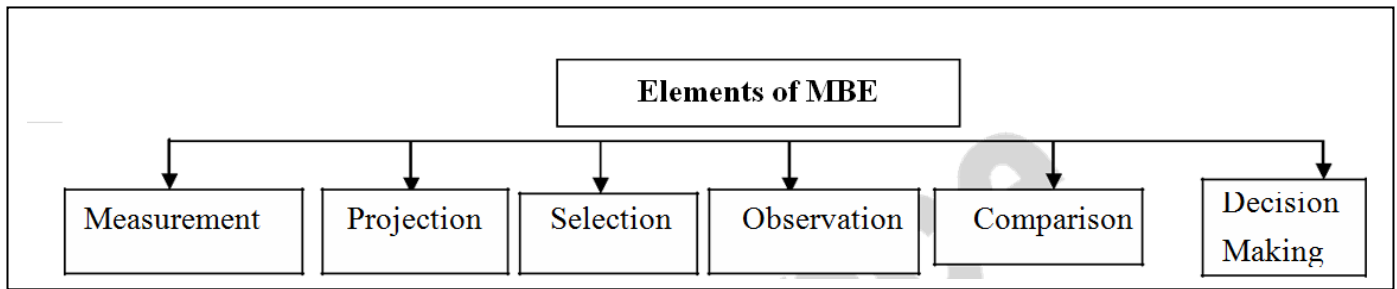 Elements of MBE
Measurement
Projection
Selection
Observation
Comparison
Decision
Making